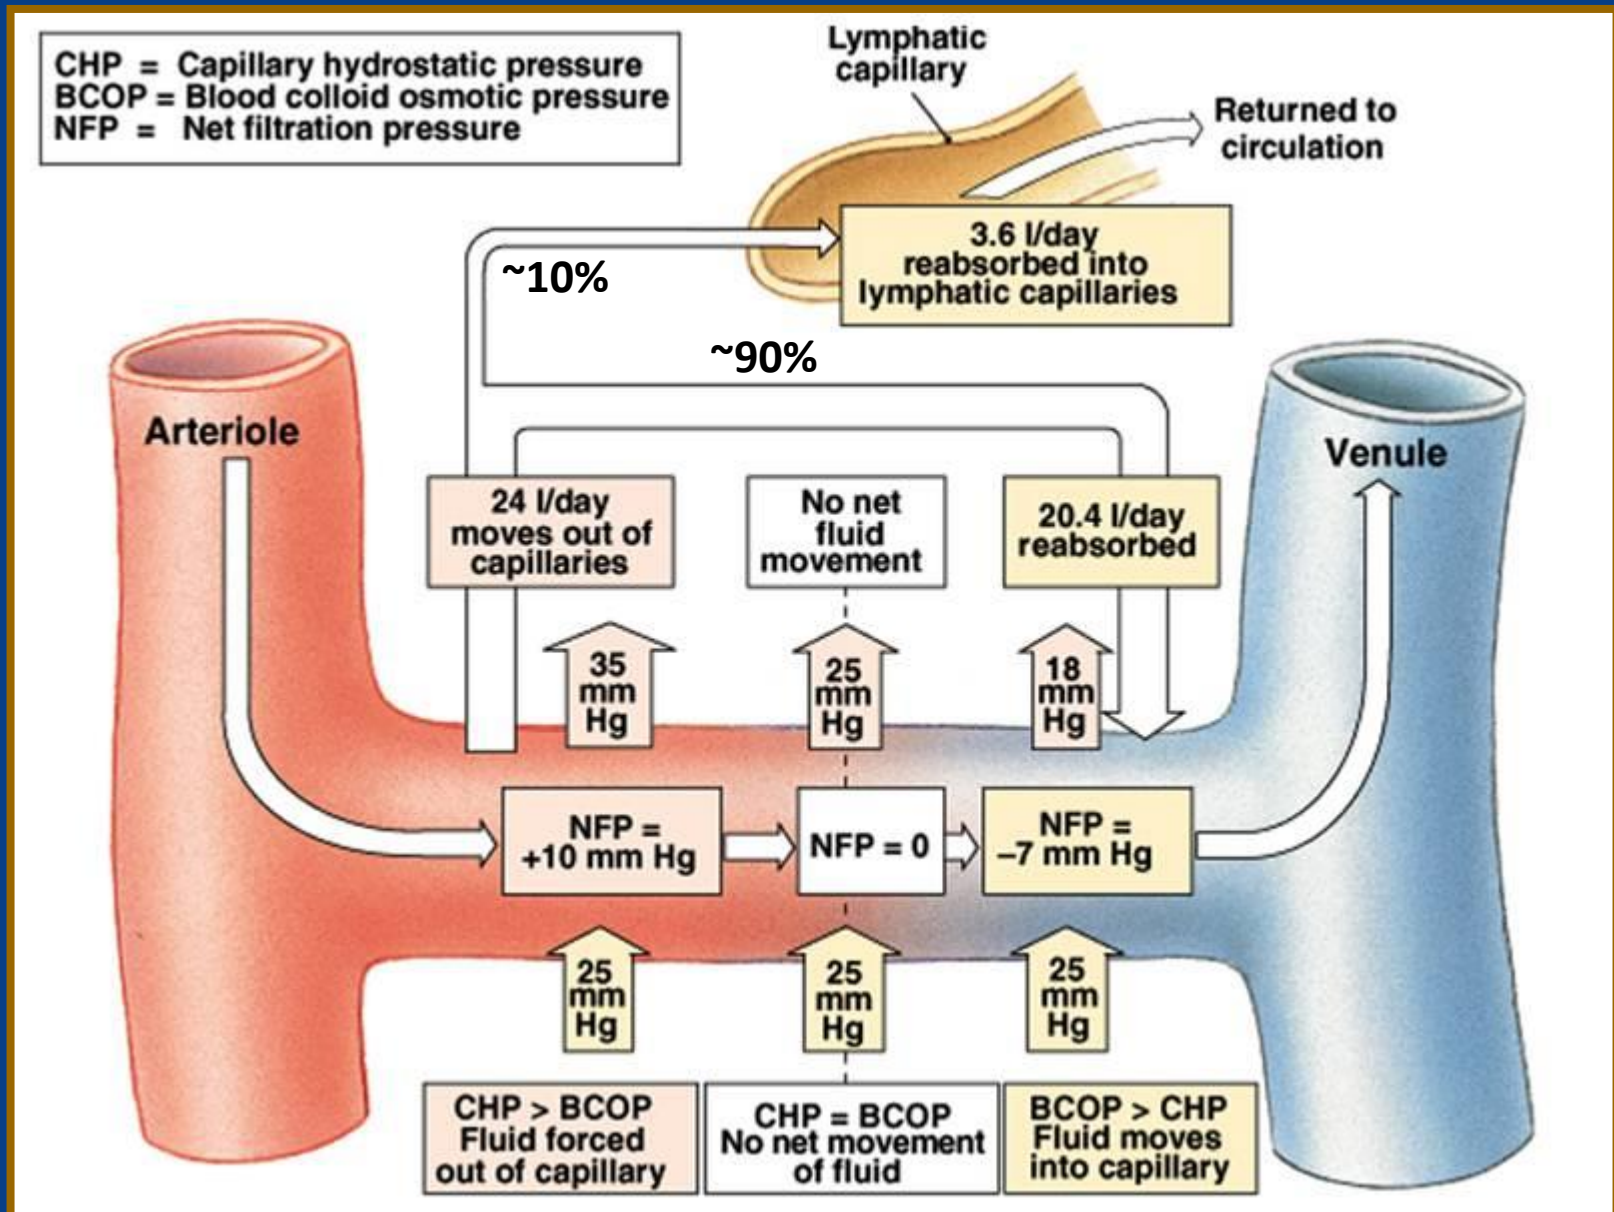 CHP = Capillary hydrostatic pressure
BCOP = Blood colloid osmotic pressure
NFP = Net filtration pressure
Lymphatic
capillary
Returned to
circulation
3.6 l/day
reabsorbed into
lymphatic capillaries
~10%
~90%
Arteriole
Venule
24 l/day
moves out of
capillaries
No net
fluid
movement
20.4 l/day
reabsorbed
35
mm
Hg
25
mm
Hg
18
mm
Hg
NFP =
+10 mm Hg
NFP = 0
NFP =
–7 mm Hg
25
mm
Hg
25
mm
Hg
25
mm
Hg
CHP > BCOP
Fluid forced
out of capillary
CHP = BCOP
No net movement
of fluid
BCOP > CHP
Fluid moves
into capillary